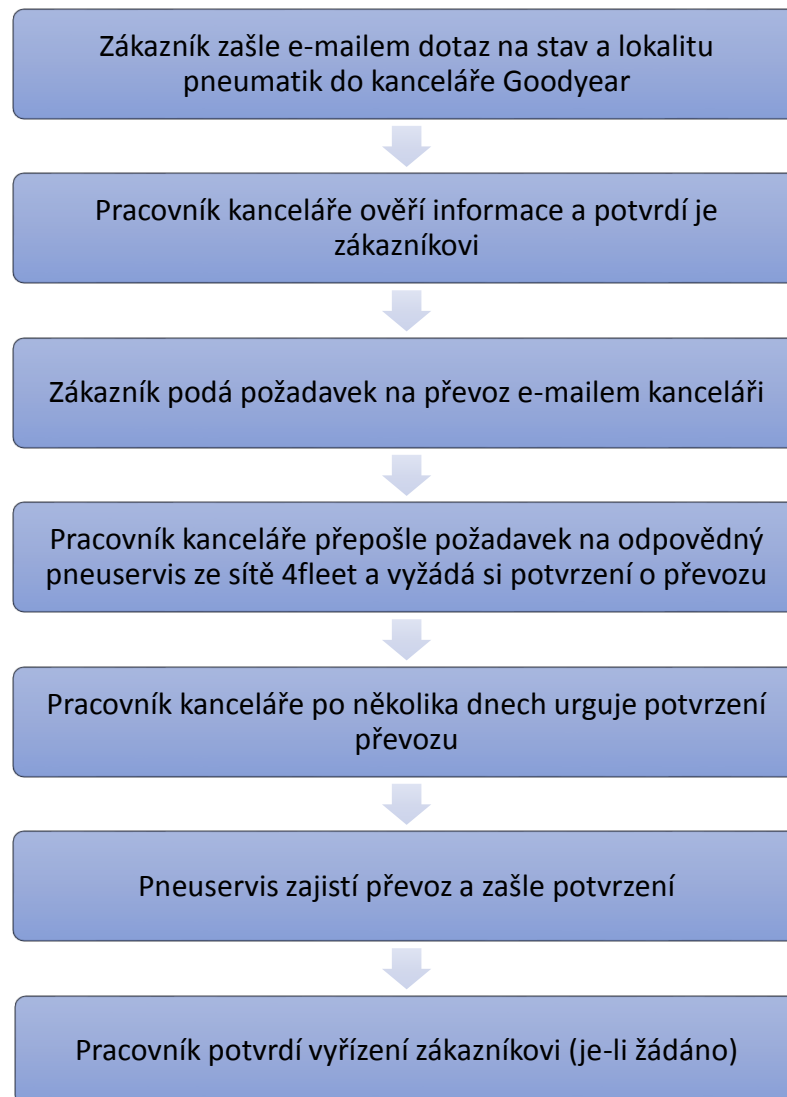 Zákazník zašle e-mailem dotaz na stav a lokalitu
pneumatik do kanceláře Goodyear
Pracovník kanceláře ověří informace a potvrdí je
zákazníkovi
Zákazník podá požadavek na převoz e-mailem kanceláři
Pracovník kanceláře přepošle požadavek na odpovědný
pneuservis ze sítě 4fleet a vyžádá si potvrzení o převozu
Pracovník kanceláře po několika dnech urguje potvrzení
převozu
Pneuservis zajistí převoz a zašle potvrzení
Pracovník potvrdí vyřízení zákazníkovi (je-li žádáno)